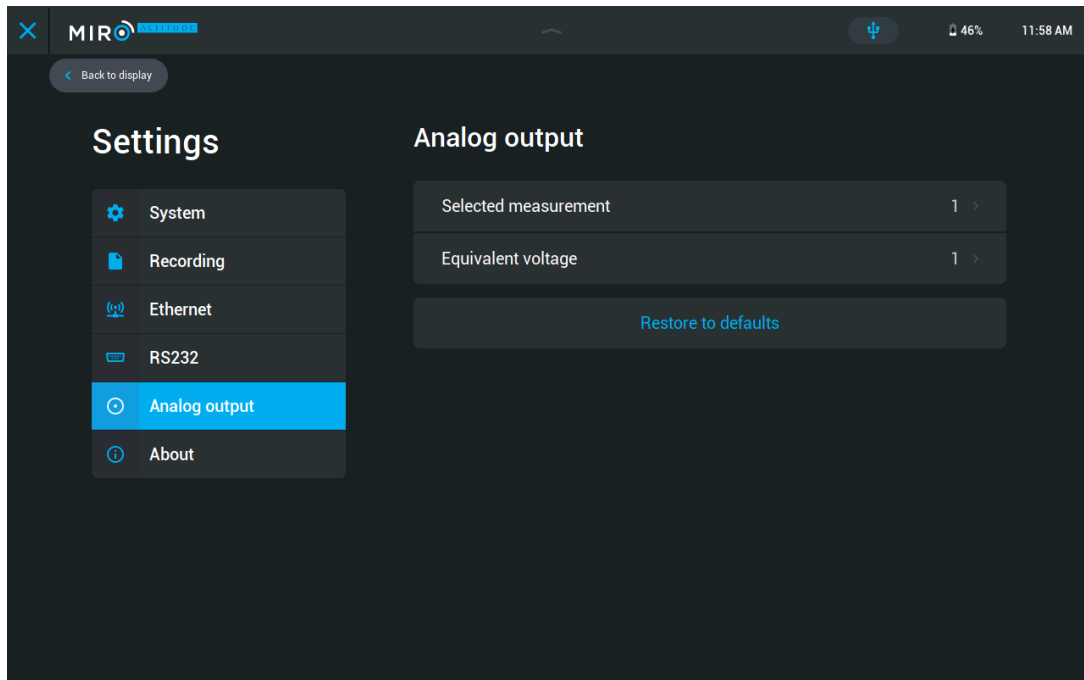 MIRO ALTITUDE
46%
11:58 AM
Back to display
Settings
System
Recording
Ethernet
RS232
Analog output
About
Analog output
Selected measurement 1
Equivalent voltage 1
Restore to defaults